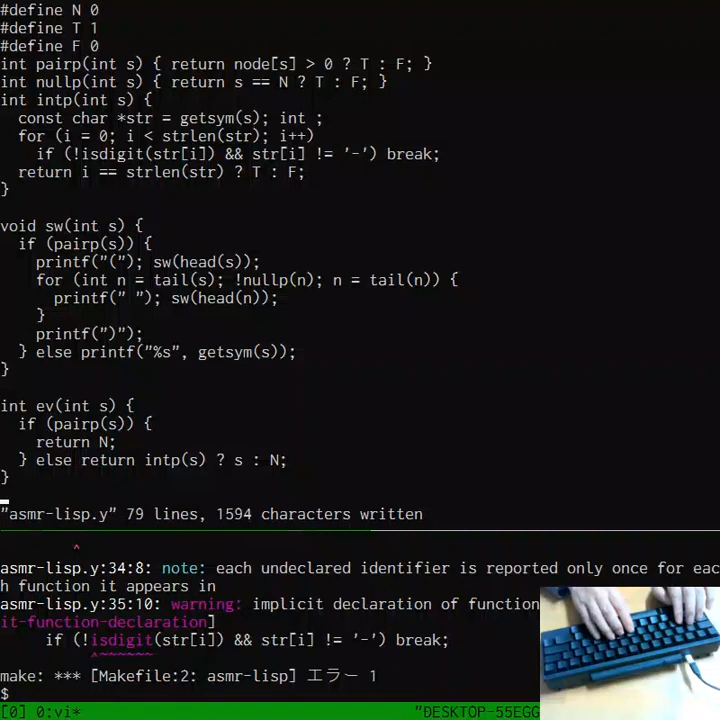 #define N 0
#define T 1
#define F 0
int pairp(int s) { return node[s] > 0 ? T : F; }
int nullp(int s) { return s == N ? T : F; }
int intp(int s) {
  const char *str = getsym(s); int ;
  for (i = 0; i < strlen(str); i++)
    if (!isdigit(str[i]) && str[i] != '-') break;
  return i == strlen(str) ? T : F;
}
void sw(int s) {
  if (pairp(s)) {
    printf("("); sw(head(s));
    for (int n = tail(s); !nullp(n); n = tail(n)) {
      printf(" "); sw(head(n));
    }
    printf(")");
  } else printf("%s", getsym(s));
}
int ev(int s) {
  if (pairp(s)) {
    return N;
  } else return intp(s) ? s : N;
}
"asmr-lisp.y" 79 lines, 1594 characters written
        ^
asmr-lisp.y:34:8: note: each undeclared identifier is reported only once for eac
h function it appears in
asmr-lisp.y:35:10: warning: implicit declaration of function
it-function-declaration]
     if (!isdigit(str[i]) && str[i] != '-') break;
          ^~~~~~~
make: *** [Makefile:2: asmr-lisp] エラー 1
$
[0] 0:vi* "DESKTOP-55EGG